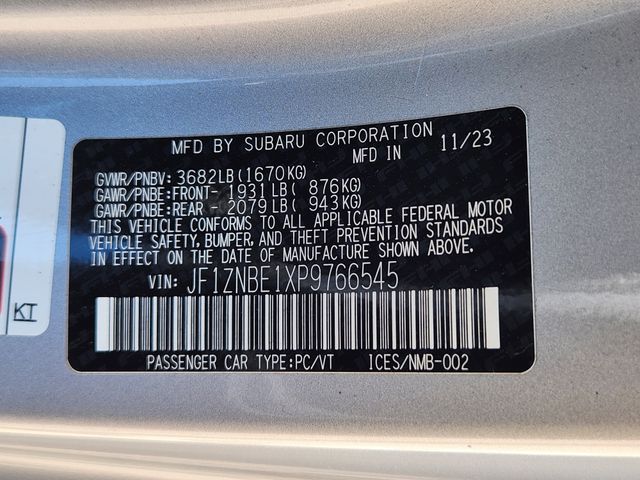 MFD BY SUBARU CORPORATION
MFD IN 11/23
GVWR/PNBV: 3682LB(1670KG)
GAWR/PNBE:FRONT- 1931LB( 876KG)
GAWR/PNBE:REAR - 2079LB( 943KG)
THIS VEHICLE CONFORMS TO ALL APPLICABLE FEDERAL MOTOR
VEHICLE SAFETY, BUMPER, AND THEFT PREVENTION STANDARDS
IN EFFECT ON THE DATE OF MANUFACTURE SHOWN ABOVE.
VIN: JF1ZNBE1XP9766545
PASSENGER CAR TYPE:PC/VT ICES/NMB-002
KT